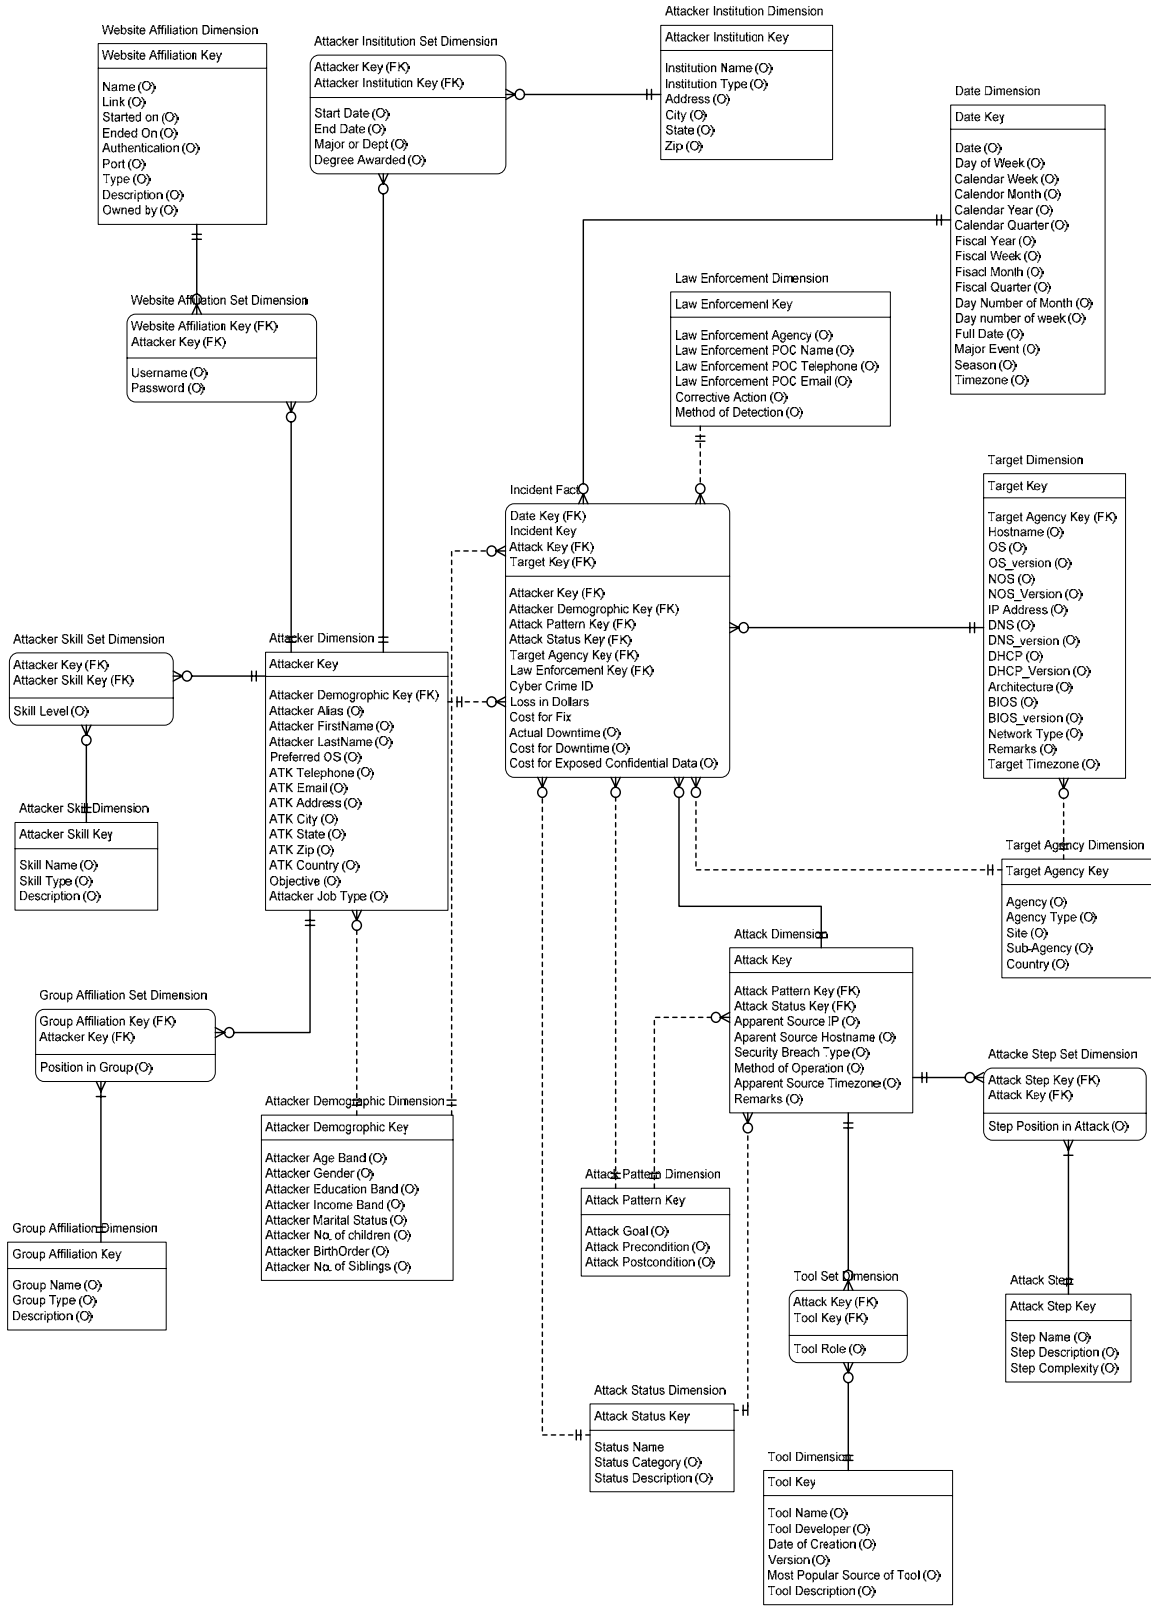 Website Affiliation Dimension
Website Affiliation Key
Name (O)
Link (O)
Started on (O)
Ended On (O)
Authentication (O)
Port (O)
Type (O)
Description (O)
Owned by (O)
Attacker Insititution Set Dimension
Attacker Key (FK)
Attacker Institution Key (FK)
Start Date (O)
End Date (O)
Major or Dept (O)
Degree Awarded (O)
Attacker Institution Dimension
Attacker Institution Key
Institution Name (O)
Institution Type (O)
Address (O)
City (O)
State (O)
Zip (O)
Date Dimension
Date Key
Date (O)
Day of Week (O)
Calendar Week (O)
Calendor Month (O)
Calendar Year (O)
Calendar Quarter (O)
Fiscal Year (O)
Fiscal Week (O)
Fisacl Month (O)
Fiscal Quarter (O)
Day Number of Month (O)
Day number of week (O)
Full Date (O)
Major Event (O)
Season (O)
Timezone (O)
Law Enforcement Dimension
Law Enforcement Key
Law Enforcement Agency (O)
Law Enforcement POC Name (O)
Law Enforcement POC Telephone (O)
Law Enforcement POC Email (O)
Corrective Action (O)
Method of Detection (O)
Website Affiliation Set Dimension
Website Affiliation Key (FK)
Attacker Key (FK)
Username (O)
Password (O)
Target Dimension
Target Key
Target Agency Key (FK)
Hostname (O)
OS (O)
OS_version (O)
NOS (O)
NOS_Version (O)
IP Address (O)
DNS (O)
DNS_version (O)
DHCP (O)
DHCP_Version (O)
Architecture (O)
BIOS (O)
BIOS_version (O)
Network Type (O)
Remarks (O)
Target Timezone (O)
Incident Fact
Date Key (FK)
Incident Key
Attack Key (FK)
Target Key (FK)
Attacker Key (FK)
Attacker Demographic Key (FK)
Attack Pattern Key (FK)
Attack Status Key (FK)
Target Agency Key (FK)
Law Enforcement Key (FK)
Cyber Crime ID
Loss in Dollars
Cost for Fix
Actual Downtime (O)
Cost for Downtime (O)
Cost for Exposed Confidential Data (O)
Attacker Skill Set Dimension
Attacker Key (FK)
Attacker Skill Key (FK)
Skill Level (O)
Attacker Dimension
Attacker Key
Attacker Demographic Key (FK)
Attacker Alias (O)
Attacker FirstName (O)
Attacker LastName (O)
Preferred OS (O)
ATK Telephone (O)
ATK Email (O)
ATK Address (O)
ATK City (O)
ATK State (O)
ATK Zip (O)
ATK Country (O)
Objective (O)
Attacker Job Type (O)
Attacker Skill Dimension
Attacker Skill Key
Skill Name (O)
Skill Type (O)
Description (O)
Target Agency Dimension
Target Agency Key
Agency (O)
Agency Type (O)
Site (O)
Sub-Agency (O)
Country (O)
Attack Dimension
Attack Key
Attack Pattern Key (FK)
Attack Status Key (FK)
Apparent Source IP (O)
Aparent Source Hostname (O)
Security Breach Type (O)
Method of Operation (O)
Apparent Source Timezone (O)
Remarks (O)
Group Affiliation Set Dimension
Group Affiliation Key (FK)
Attacker Key (FK)
Position in Group (O)
Attacke Step Set Dimension
Attack Step Key (FK)
Attack Key (FK)
Step Position in Attack (O)
Attacker Demographic Dimension
Attacker Demographic Key
Attacker Age Band (O)
Attacker Gender (O)
Attacker Education Band (O)
Attacker Income Band (O)
Attacker Marital Status (O)
Attacker No. of children (O)
Attacker BirthOrder (O)
Attacker No. of Siblings (O)
Attack Pattern Dimension
Attack Pattern Key
Attack Goal (O)
Attack Precondition (O)
Attack Postcondition (O)
Group Affiliation Dimension
Group Affiliation Key
Group Name (O)
Group Type (O)
Description (O)
Tool Set Dimension
Attack Key (FK)
Tool Key (FK)
Tool Role (O)
Attack Step
Attack Step Key
Step Name (O)
Step Description (O)
Step Complexity (O)
Attack Status Dimension
Attack Status Key
Status Name
Status Category (O)
Status Description (O)
Tool Dimension
Tool Key
Tool Name (O)
Tool Developer (O)
Date of Creation (O)
Version (O)
Most Popular Source of Tool (O)
Tool Description (O)